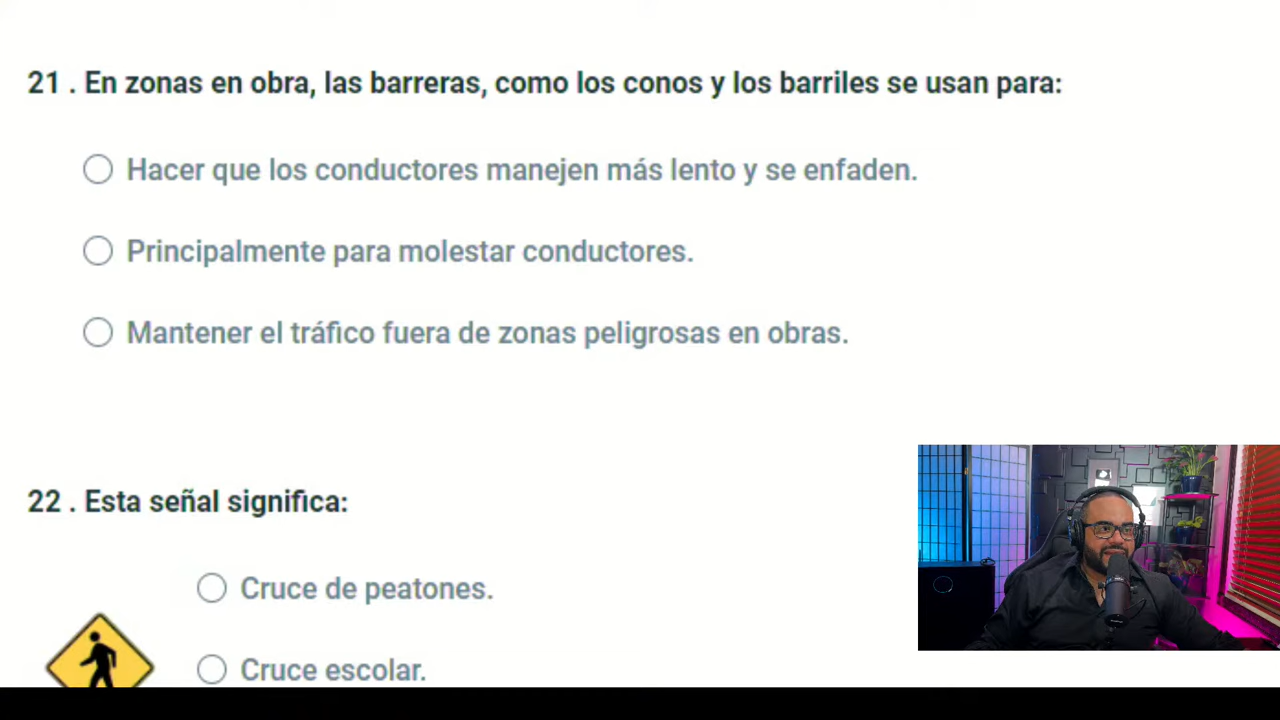 21 . En zonas en obra, las barreras, como los conos y los barriles se usan para:
Hacer que los conductores manejen más lento y se enfaden.
Principalmente para molestar conductores.
Mantener el tráfico fuera de zonas peligrosas en obras.
22 . Esta señal significa:
Cruce de peatones.
Cruce escolar.